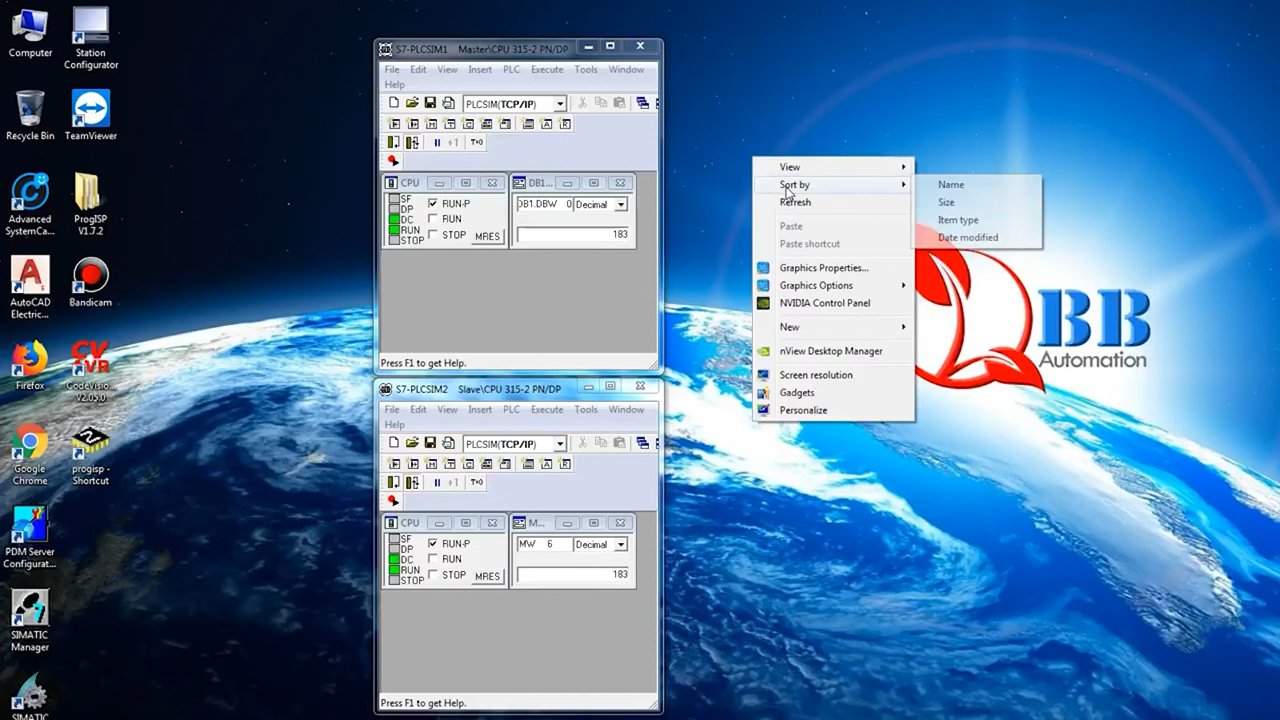 Computer
Station
Configurator
Recycle Bin
TeamViewer
Advanced
SystemCa...
ProgISP
V1.7.2
AutoCAD
Electric...
Bandicam
Firefox
CodeVisio...
V2.05.0
Google
Chrome
progisp -
Shortcut
PDM Server
Configurat...
SIMATIC
Manager
SIMATIC
S7-PLCSIM1 Master\CPU 315-2 PN/DP
File Edit View Insert PLC Execute Tools Window
Help
PLCSIM(TCP/IP)
+1 T=0
CPU
SF
DP
DC
RUN
STOP
RUN-P
RUN
STOP MRES
DB1...
DB1.DBW 0 Decimal
183
Press F1 to get Help.
S7-PLCSIM2 Slave\CPU 315-2 PN/DP
File Edit View Insert PLC Execute Tools Window
Help
PLCSIM(TCP/IP)
+1 T=0
CPU
SF
DP
DC
RUN
STOP
RUN-P
RUN
STOP MRES
M...
MW 6 Decimal
183
Press F1 to get Help.
View
Sort by
Refresh
Paste
Paste shortcut
Graphics Properties...
Graphics Options
NVIDIA Control Panel
New
nView Desktop Manager
Screen resolution
Gadgets
Personalize
Name
Size
Item type
Date modified
BB
Automation